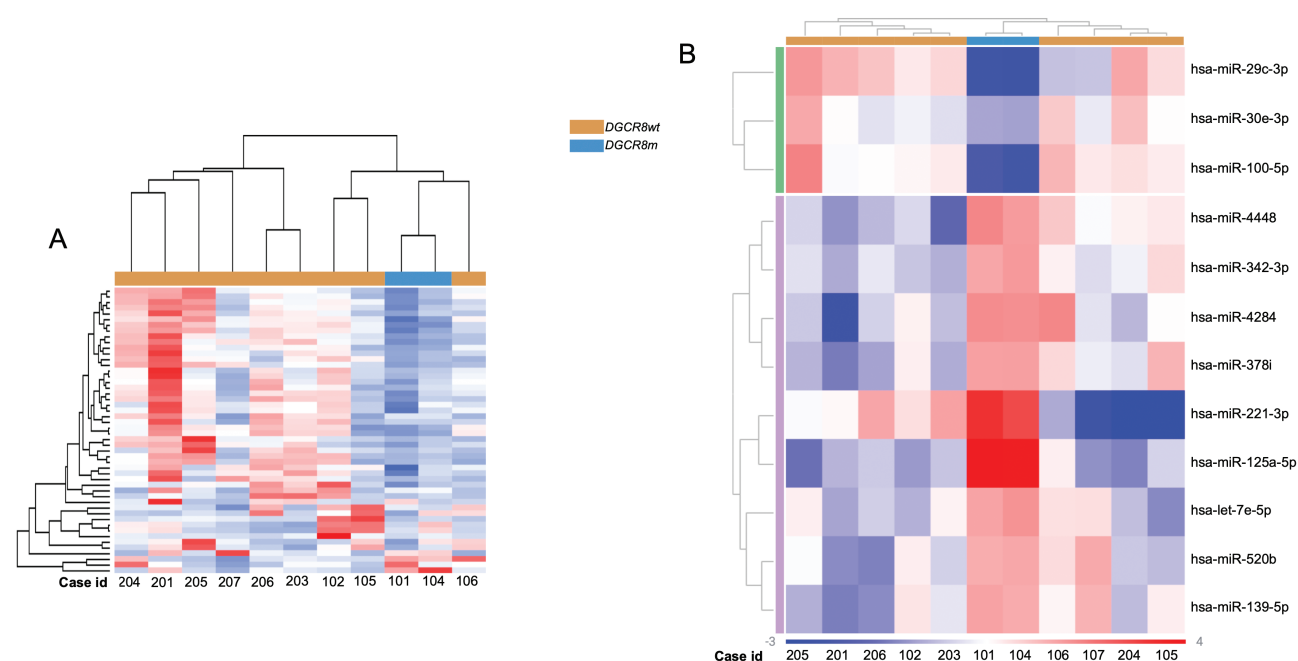 A
DGCR8wt
DGCR8m
Case id 204 201 205 207 206 203 102 105 101 104 106
B
hsa-miR-29c-3p
hsa-miR-30e-3p
hsa-miR-100-5p
hsa-miR-4448
hsa-miR-342-3p
hsa-miR-4284
hsa-miR-378i
hsa-miR-221-3p
hsa-miR-125a-5p
hsa-let-7e-5p
hsa-miR-520b
hsa-miR-139-5p
-3 4
Case id 205 201 206 102 203 101 104 106 107 204 105